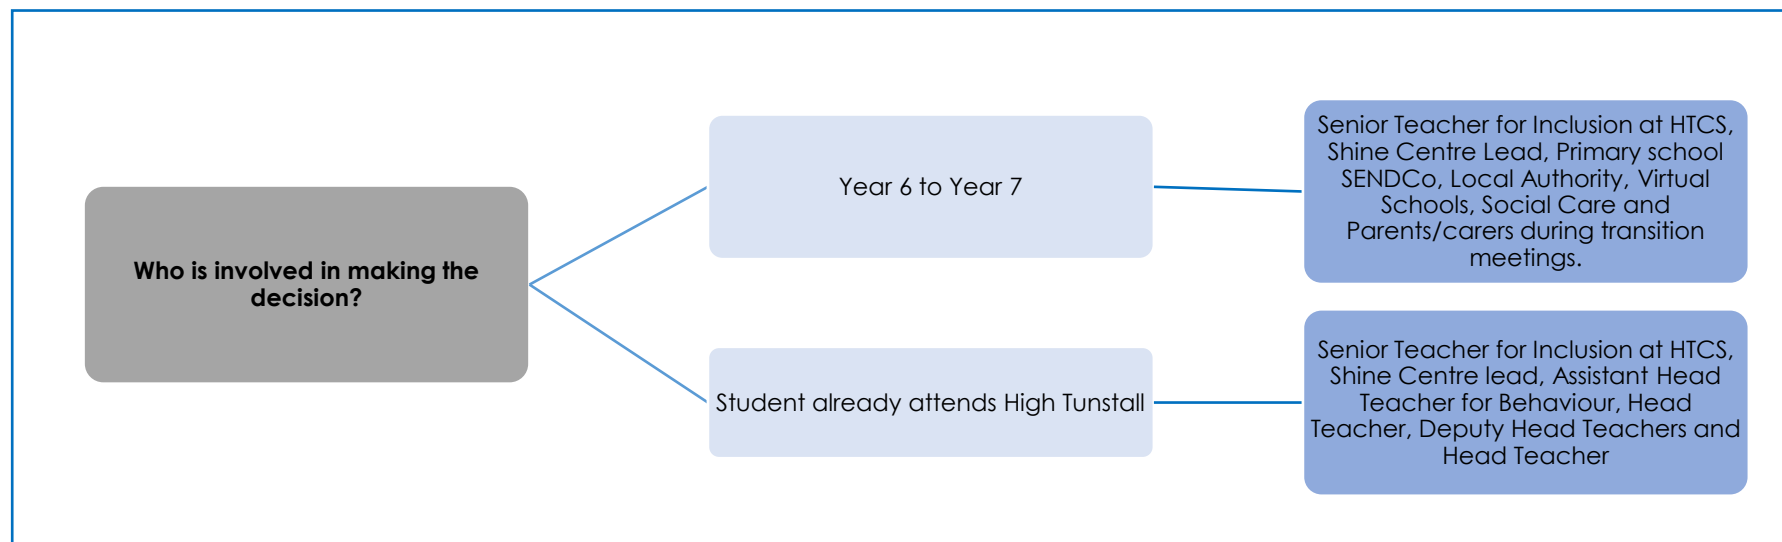 Who is involved in making the
decision?
Year 6 to Year 7
Senior Teacher for Inclusion at HTCS,
Shine Centre Lead, Primary school
SENDCo, Local Authority, Virtual
Schools, Social Care and
Parents/carers during transition
meetings.
Student already attends High Tunstall
Senior Teacher for Inclusion at HTCS,
Shine Centre lead, Assistant Head
Teacher for Behaviour, Head
Teacher, Deputy Head Teachers and
Head Teacher